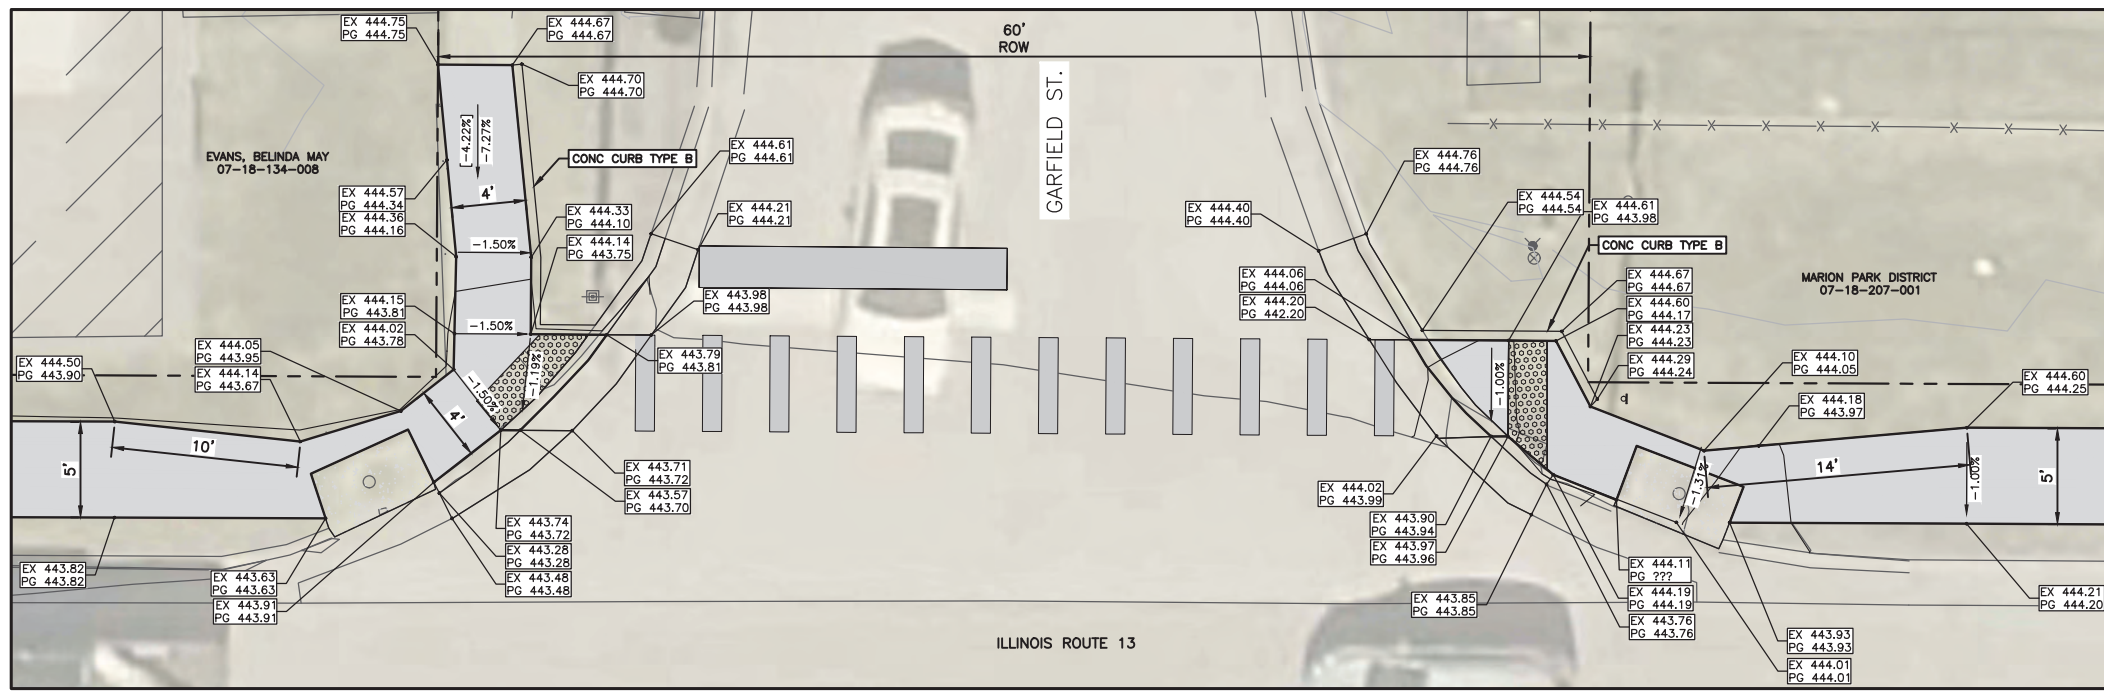 EX 444.75
PG 444.75
EX 444.67
PG 444.67
60'
ROW
EX 444.70
PG 444.70
GARFIELD ST.
[-4.22%]
-7.27%
EVANS, BELINDA MAY
07-18-134-008
CONC CURB TYPE B
EX 444.61
PG 444.61
EX 444.76
PG 444.76
EX 444.57
PG 444.34
EX 444.36
PG 444.16
4'
EX 444.33
PG 444.10
EX 444.14
PG 443.75
EX 444.21
PG 444.21
EX 444.40
PG 444.40
EX 444.54
PG 444.54
EX 444.61
PG 443.98
-1.50%
CONC CURB TYPE B
MARION PARK DISTRICT
07-18-207-001
EX 444.06
PG 444.06
EX 444.20
PG 442.20
EX 444.67
PG 444.67
EX 444.60
PG 444.17
EX 444.23
PG 444.23
EX 444.29
PG 444.24
EX 444.15
PG 443.81
EX 444.02
PG 443.78
-1.50%
EX 443.98
PG 443.98
EX 444.05
PG 443.95
EX 444.14
PG 443.67
EX 444.50
PG 443.90
EX 443.79
PG 443.81
-1.19%
-1.50%
-1.00%
EX 444.10
PG 444.05
EX 444.18
PG 443.97
EX 444.60
PG 444.25
4'
10'
5'
14'
-1.31%
-1.00%
5'
EX 443.71
PG 443.72
EX 443.57
PG 443.70
EX 444.02
PG 443.99
EX 443.90
PG 443.94
EX 443.97
PG 443.96
EX 443.74
PG 443.72
EX 443.28
PG 443.28
EX 443.48
PG 443.48
EX 443.82
PG 443.82
EX 443.63
PG 443.63
EX 443.91
PG 443.91
EX 444.11
PG ???
EX 444.19
PG 444.19
EX 443.76
PG 443.76
EX 443.85
PG 443.85
EX 444.21
PG 444.20
EX 443.93
PG 443.93
EX 444.01
PG 444.01
ILLINOIS ROUTE 13